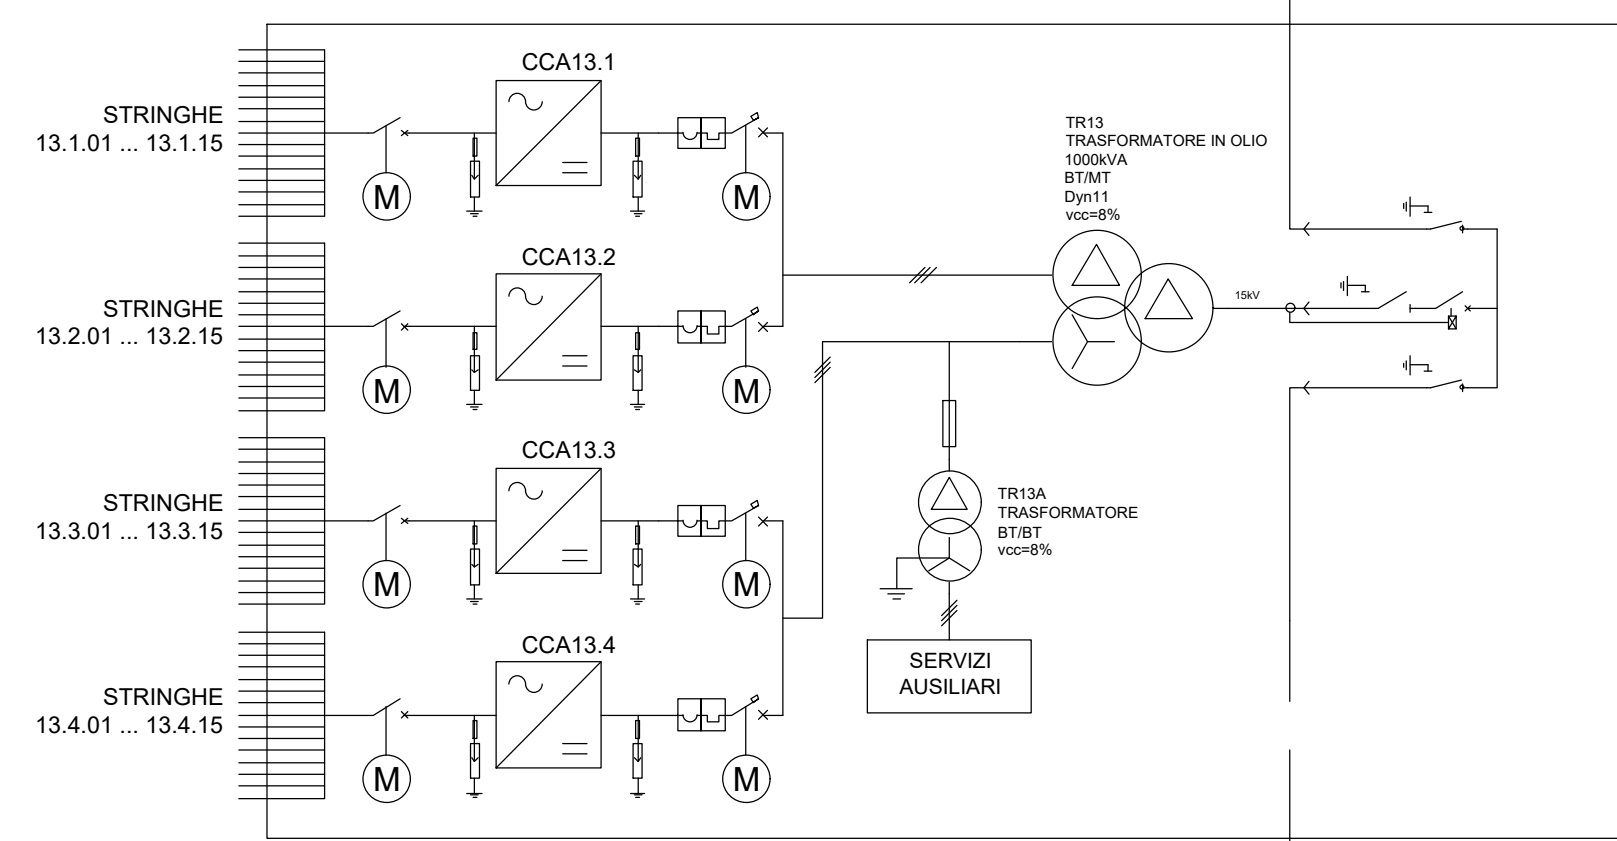 CCA13.1
STRINGHE
13.1.01 ... 13.1.15
M
M
CCA13.2
STRINGHE
13.2.01 ... 13.2.15
M
M
CCA13.3
STRINGHE
13.3.01 ... 13.3.15
M
M
CCA13.4
STRINGHE
13.4.01 ... 13.4.15
M
M
TR13
TRASFORMATORE IN OLIO
1000kVA
BT/MT
Dyn11
vcc=8%
15kV
TR13A
TRASFORMATORE
BT/BT
vcc=8%
SERVIZI
AUSILIARI